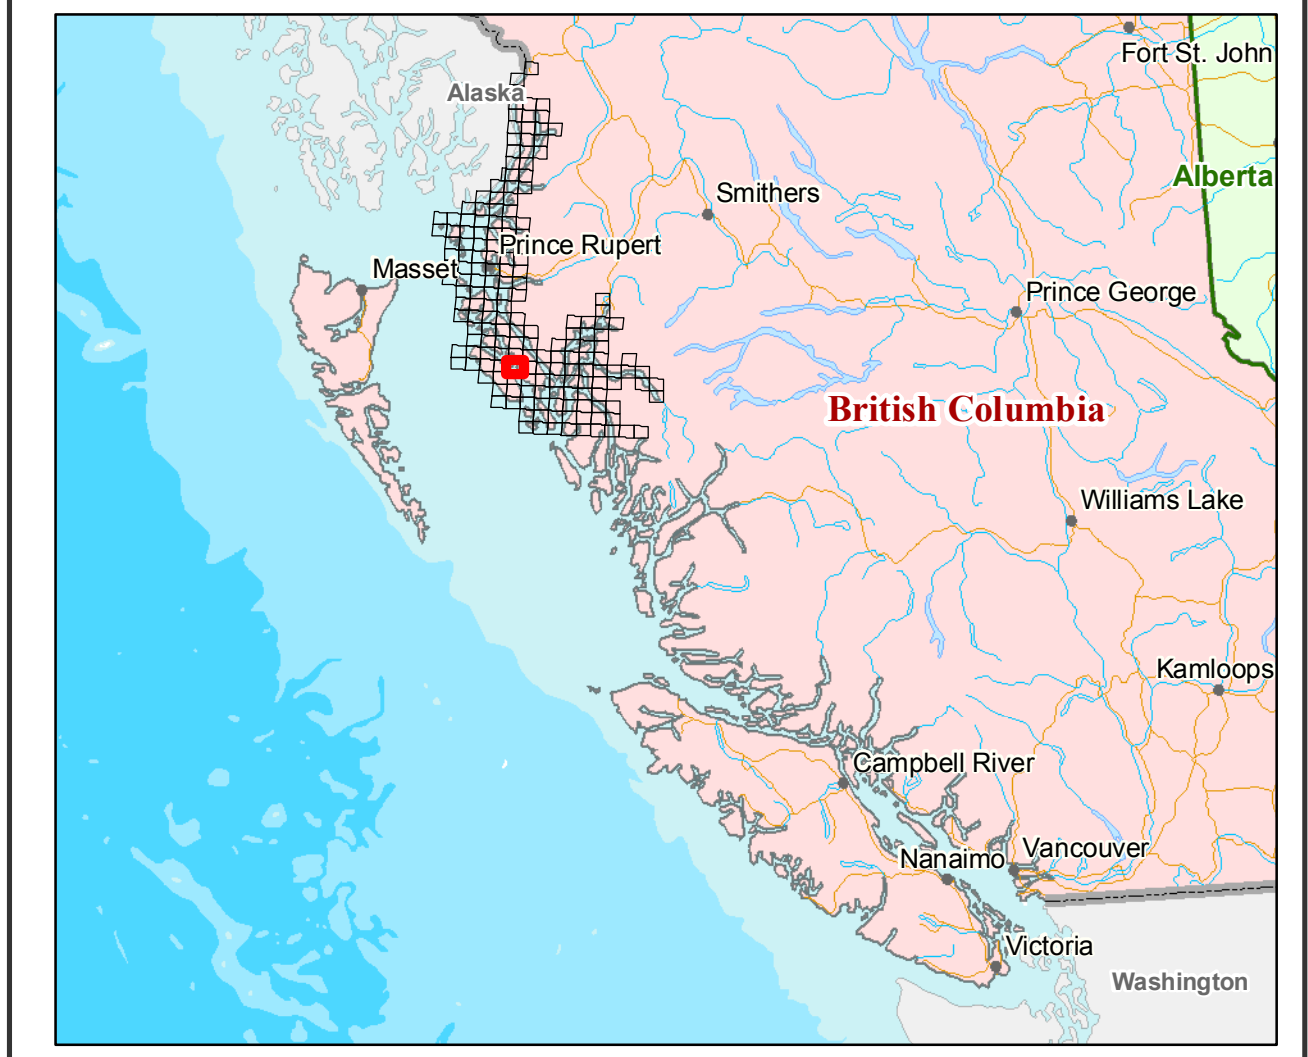 Fort St. John
Alaska
Alberta
Smithers
Prince Rupert
Masset
Prince George
British Columbia
Williams Lake
Kamloops
Campbell River
Vancouver
Nanaimo
Victoria
Washington